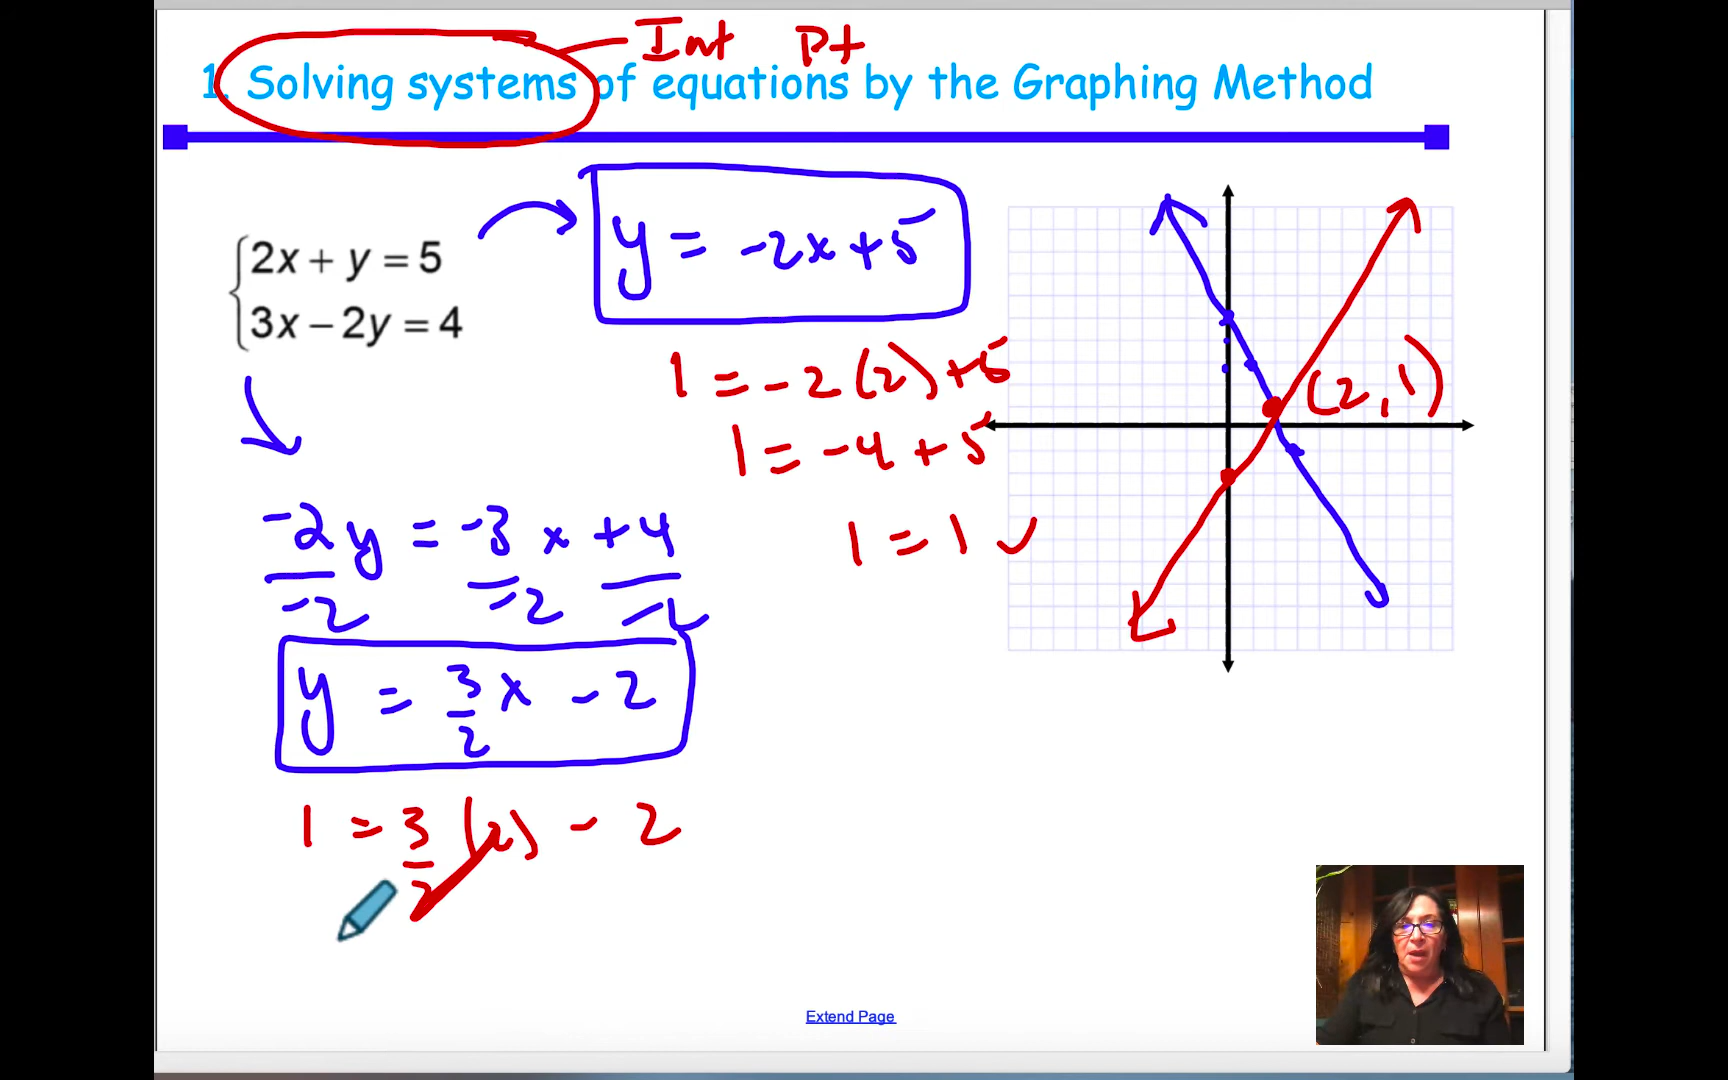 Int Pt
1. Solving systems of equations by the Graphing Method
y = -2x + 5
2x + y = 5
3x - 2y = 4
1 = -2(2) + 5
(2, 1)
1 = -4 + 5
-2y = -3x + 4
-2 -2 -2
1 = 1 ✓
y = 3/2 x - 2
1 = 3/2 (2) - 2
Extend Page